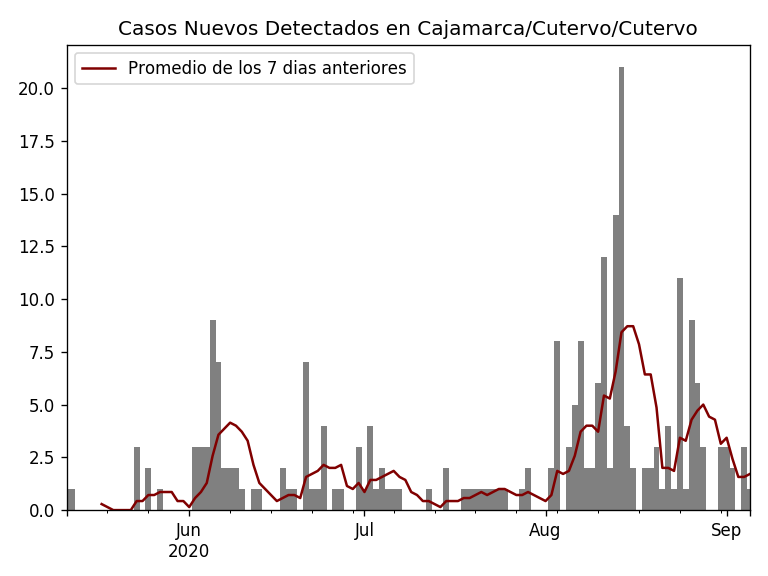 Casos Nuevos Detectados en Cajamarca/Cutervo/Cutervo
Promedio de los 7 dias anteriores
20.0
17.5
15.0
12.5
10.0
7.5
5.0
2.5
0.0
Jun
2020
Jul
Aug
Sep